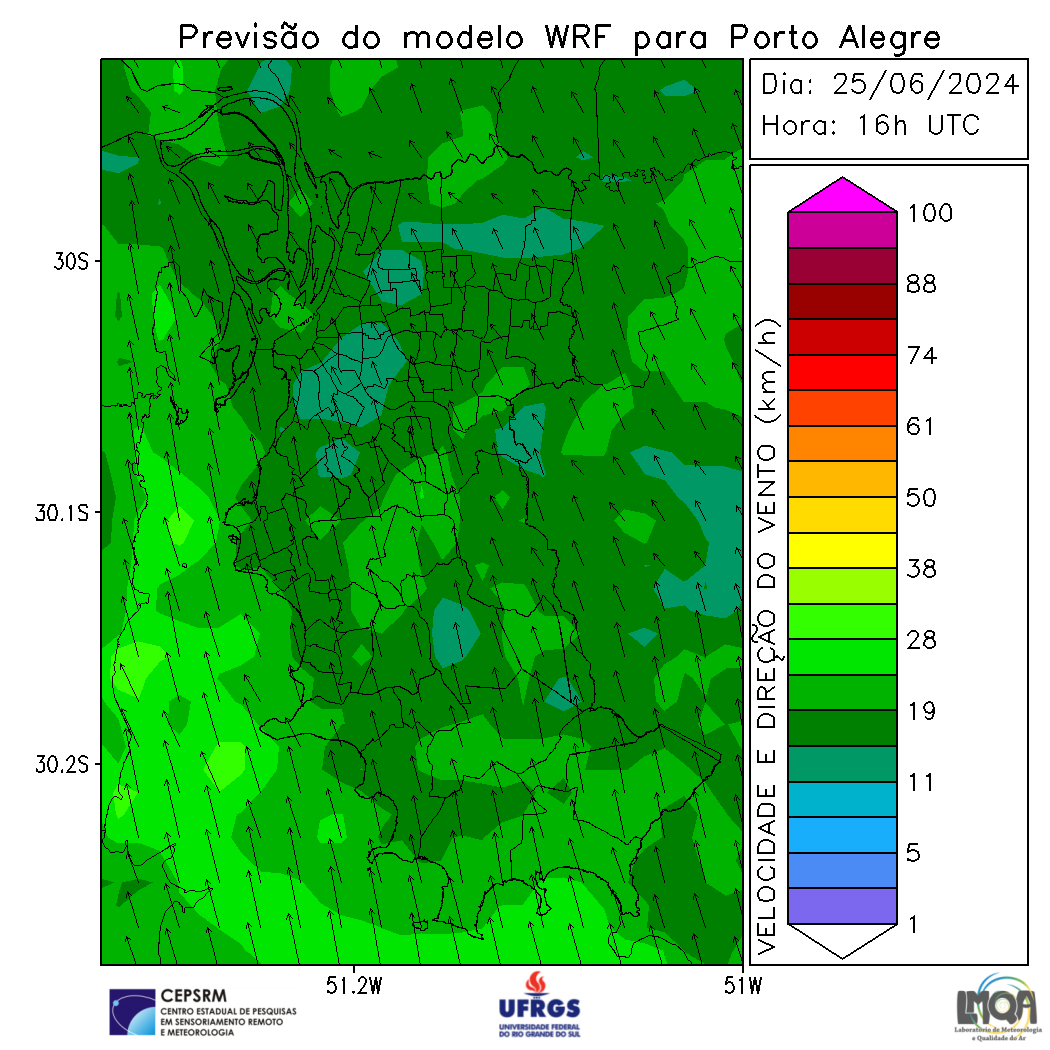 Previsão do modelo WRF para Porto Alegre
Dia: 25/06/2024
Hora: 16h UTC
30S
30.1S
30.2S
51.2W
51W
VELOCIDADE E DIREÇÃO DO VENTO (km/h)
100
88
74
61
50
38
28
19
11
5
1
CEPSRM
CENTRO ESTADUAL DE PESQUISAS
EM SENSORIAMENTO REMOTO
E METEOROLOGIA
UFRGS
UNIVERSIDADE FEDERAL
DO RIO GRANDE DO SUL
LMQA
Laboratório de Meteorologia
e Qualidade do Ar